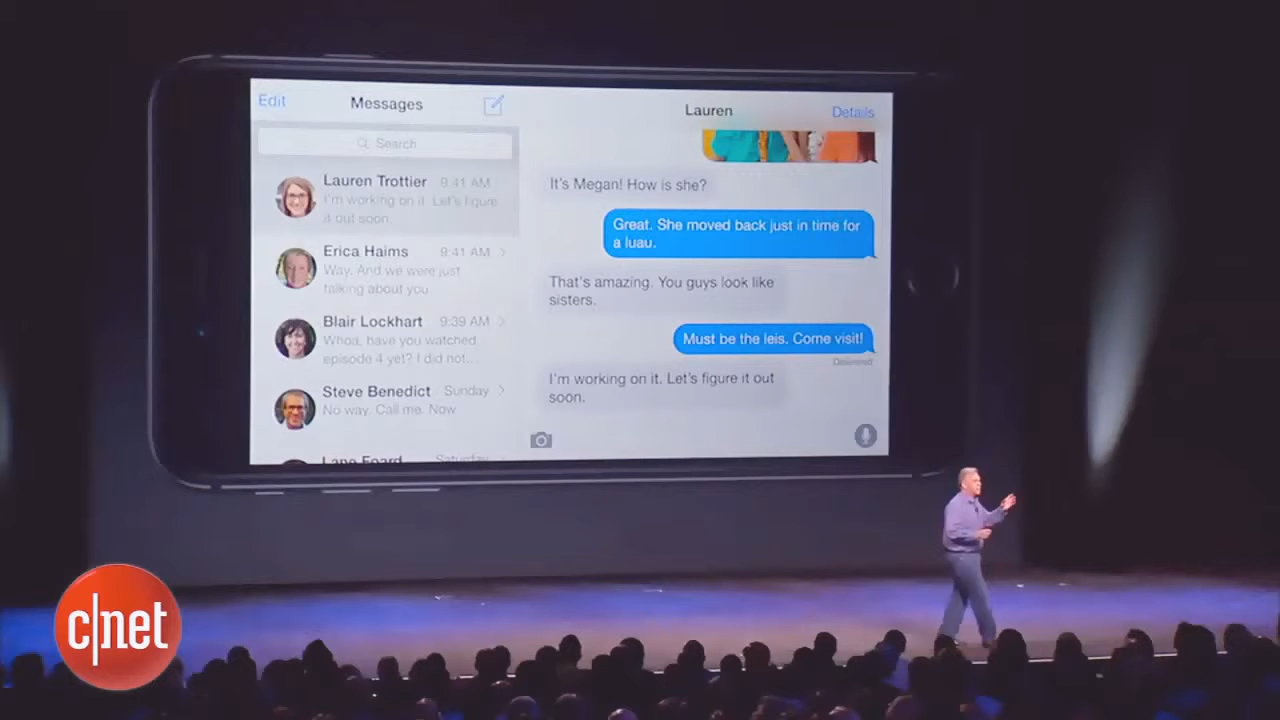 Edit
Messages
Search
Lauren Trottier 9:41 AM
I'm working on it. Let's figure
it out soon.
Erica Haims 9:41 AM
Way. And we were just
talking about you.
Blair Lockhart 9:39 AM
Whoa, have you watched
episode 4 yet? I did not...
Steve Benedict Sunday
No way. Call me. Now
Lane Foard Saturday
Lauren
Details
It's Megan! How is she?
Great. She moved back just in time for
a luau.
That's amazing. You guys look like
sisters.
Must be the leis. Come visit!
Delivered
I'm working on it. Let's figure it out
soon.
c|net